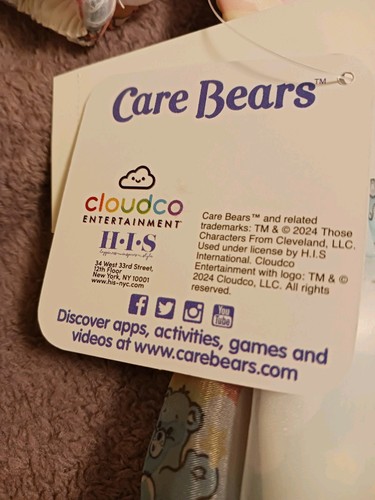 Care Bears™
cloudco
ENTERTAINMENT
H·I·S
34 West 33rd Street,
12th Floor
New York, NY 10001
www.his-nyc.com
Care Bears™ and related
trademarks: TM & © 2024 Those
Characters From Cleveland, LLC.
Used under license by H.I.S
International. Cloudco
Entertainment with logo: TM & ©
2024 Cloudco, LLC. All rights
reserved.
You
Tube
Discover apps, activities, games and
videos at www.carebears.com